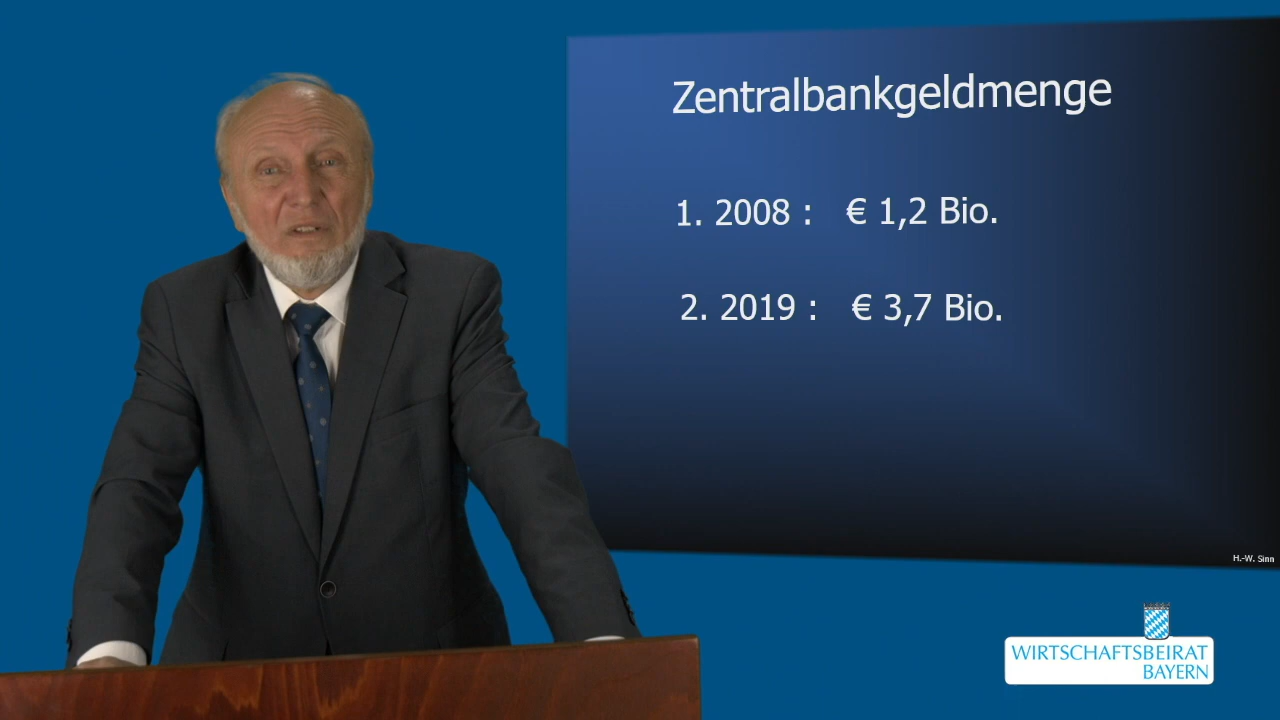 Zentralbankgeldmenge
1. 2008 : € 1,2 Bio.
2. 2019 : € 3,7 Bio.
H.-W. Sinn
WIRTSCHAFTSBEIRAT
BAYERN